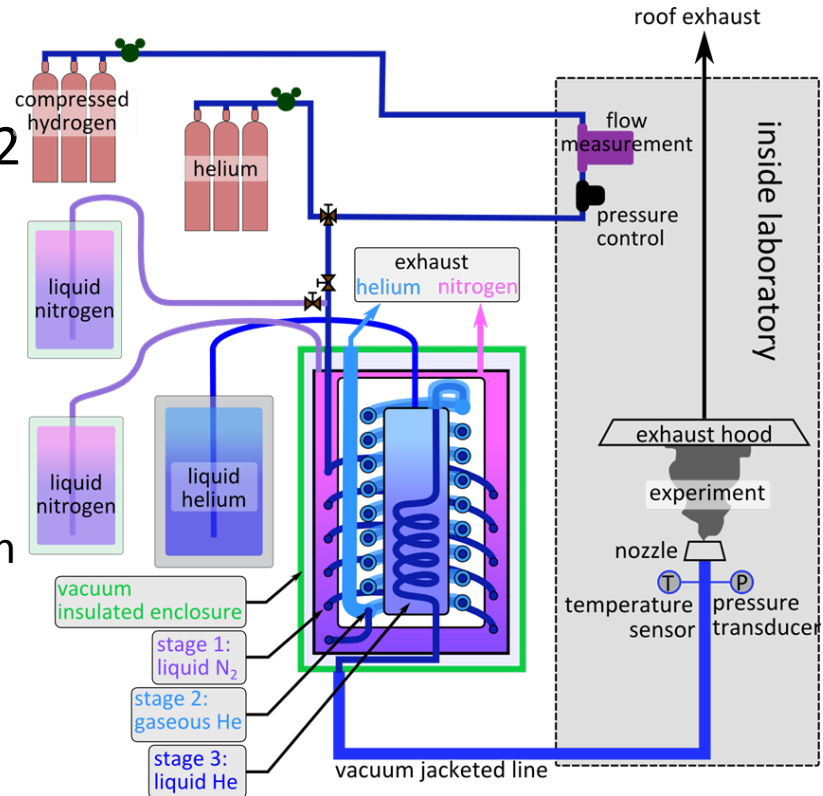 roof exhaust
compressed
hydrogen
2
helium
flow
measurement
inside laboratory
pressure
control
exhaust
helium nitrogen
liquid
nitrogen
liquid
nitrogen
liquid
helium
exhaust hood
experiment
n
nozzle
T
P
temperature
sensor
pressure
transducer
vacuum
insulated enclosure
stage 1:
liquid N₂
stage 2:
gaseous He
stage 3:
liquid He
vacuum jacketed line